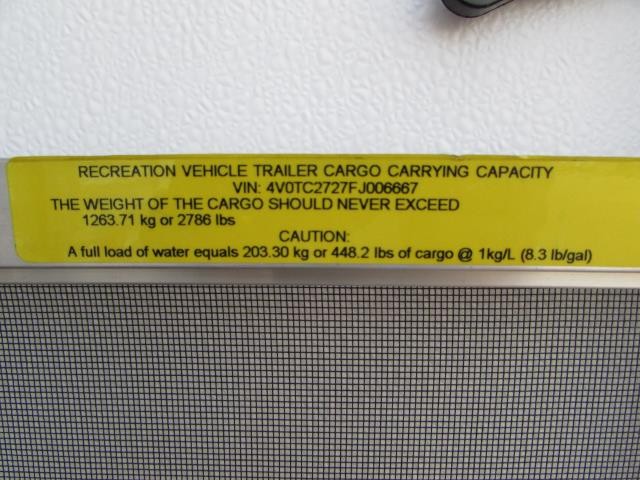 RECREATION VEHICLE TRAILER CARGO CARRYING CAPACITY
VIN: 4V0TC2727FJ006667
THE WEIGHT OF THE CARGO SHOULD NEVER EXCEED
1263.71 kg or 2786 lbs
CAUTION:
A full load of water equals 203.30 kg or 448.2 lbs of cargo @ 1kg/L (8.3 lb/gal)